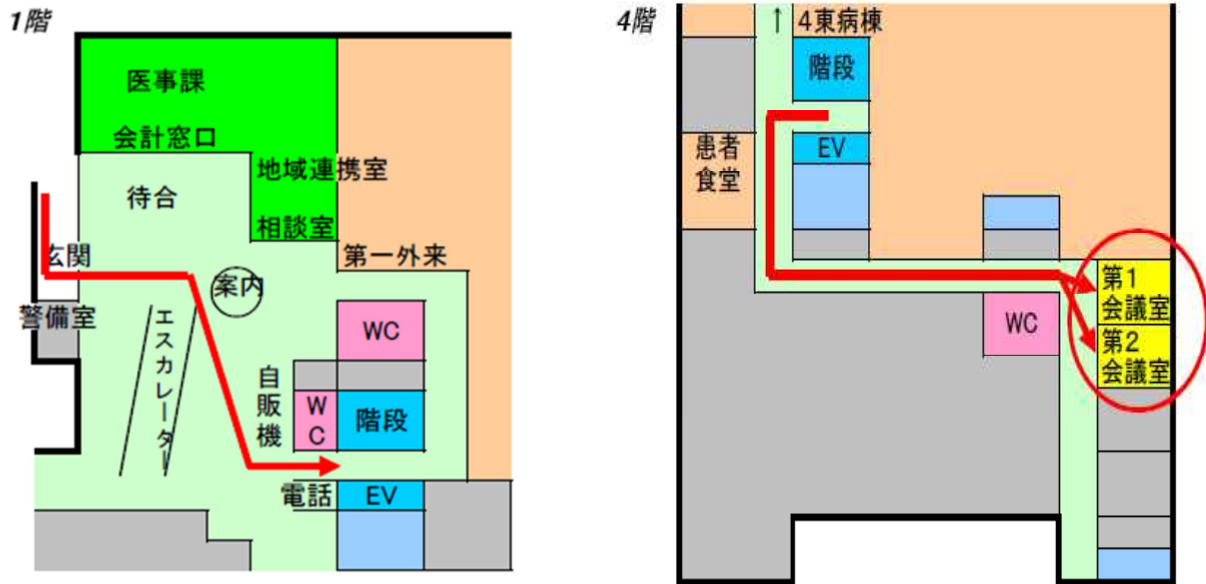 1階
医事課
会計窓口
地域連携室
待合
相談室
玄関
第一外来
案内
警備室
エスカレーター
WC
自販機
WC
階段
電話
EV
4階
↑ 4東病棟
階段
患者
食堂
EV
第1
会議室
WC
第2
会議室